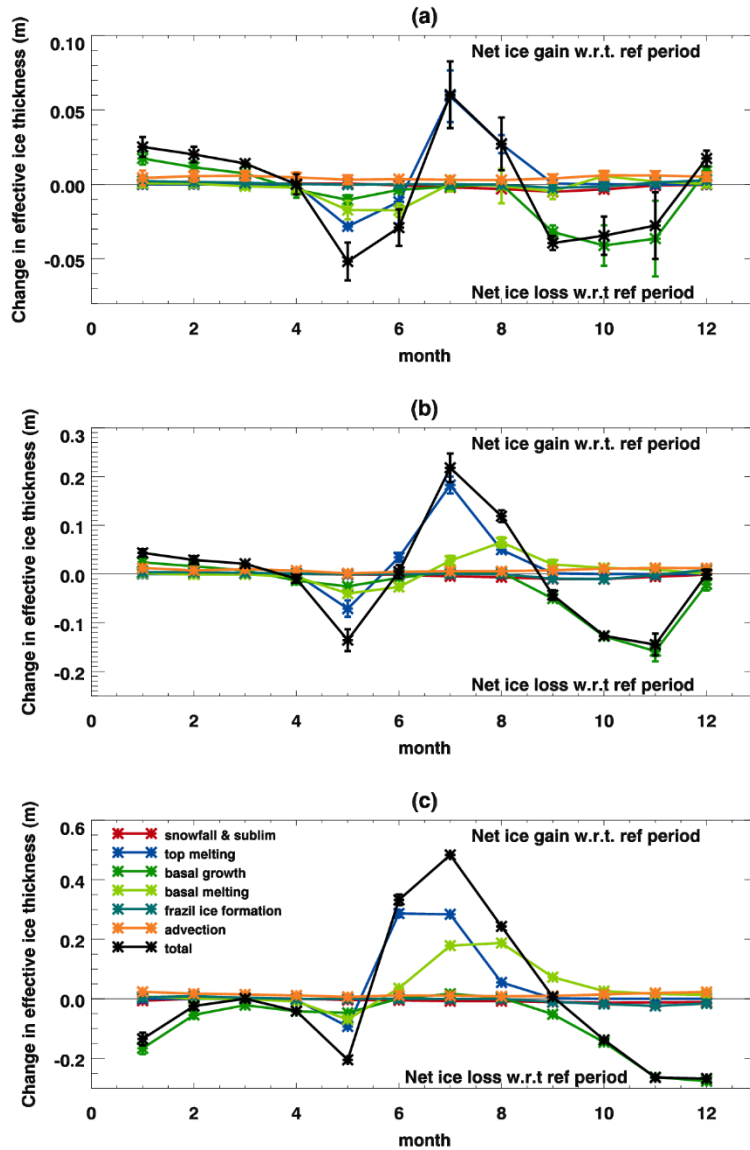 (a)
Change in effective ice thickness (m)
0.10
0.05
0.00
-0.05
Net ice gain w.r.t. ref period
Net ice loss w.r.t ref period
0 2 4 6 8 10 12
month
(b)
Change in effective ice thickness (m)
0.3
0.2
0.1
0.0
-0.1
-0.2
Net ice gain w.r.t. ref period
Net ice loss w.r.t ref period
0 2 4 6 8 10 12
month
(c)
Change in effective ice thickness (m)
0.6
0.4
0.2
0.0
-0.2
snowfall & sublim
top melting
basal growth
basal melting
frazil ice formation
advection
total
Net ice gain w.r.t. ref period
Net ice loss w.r.t ref period
0 2 4 6 8 10 12
month